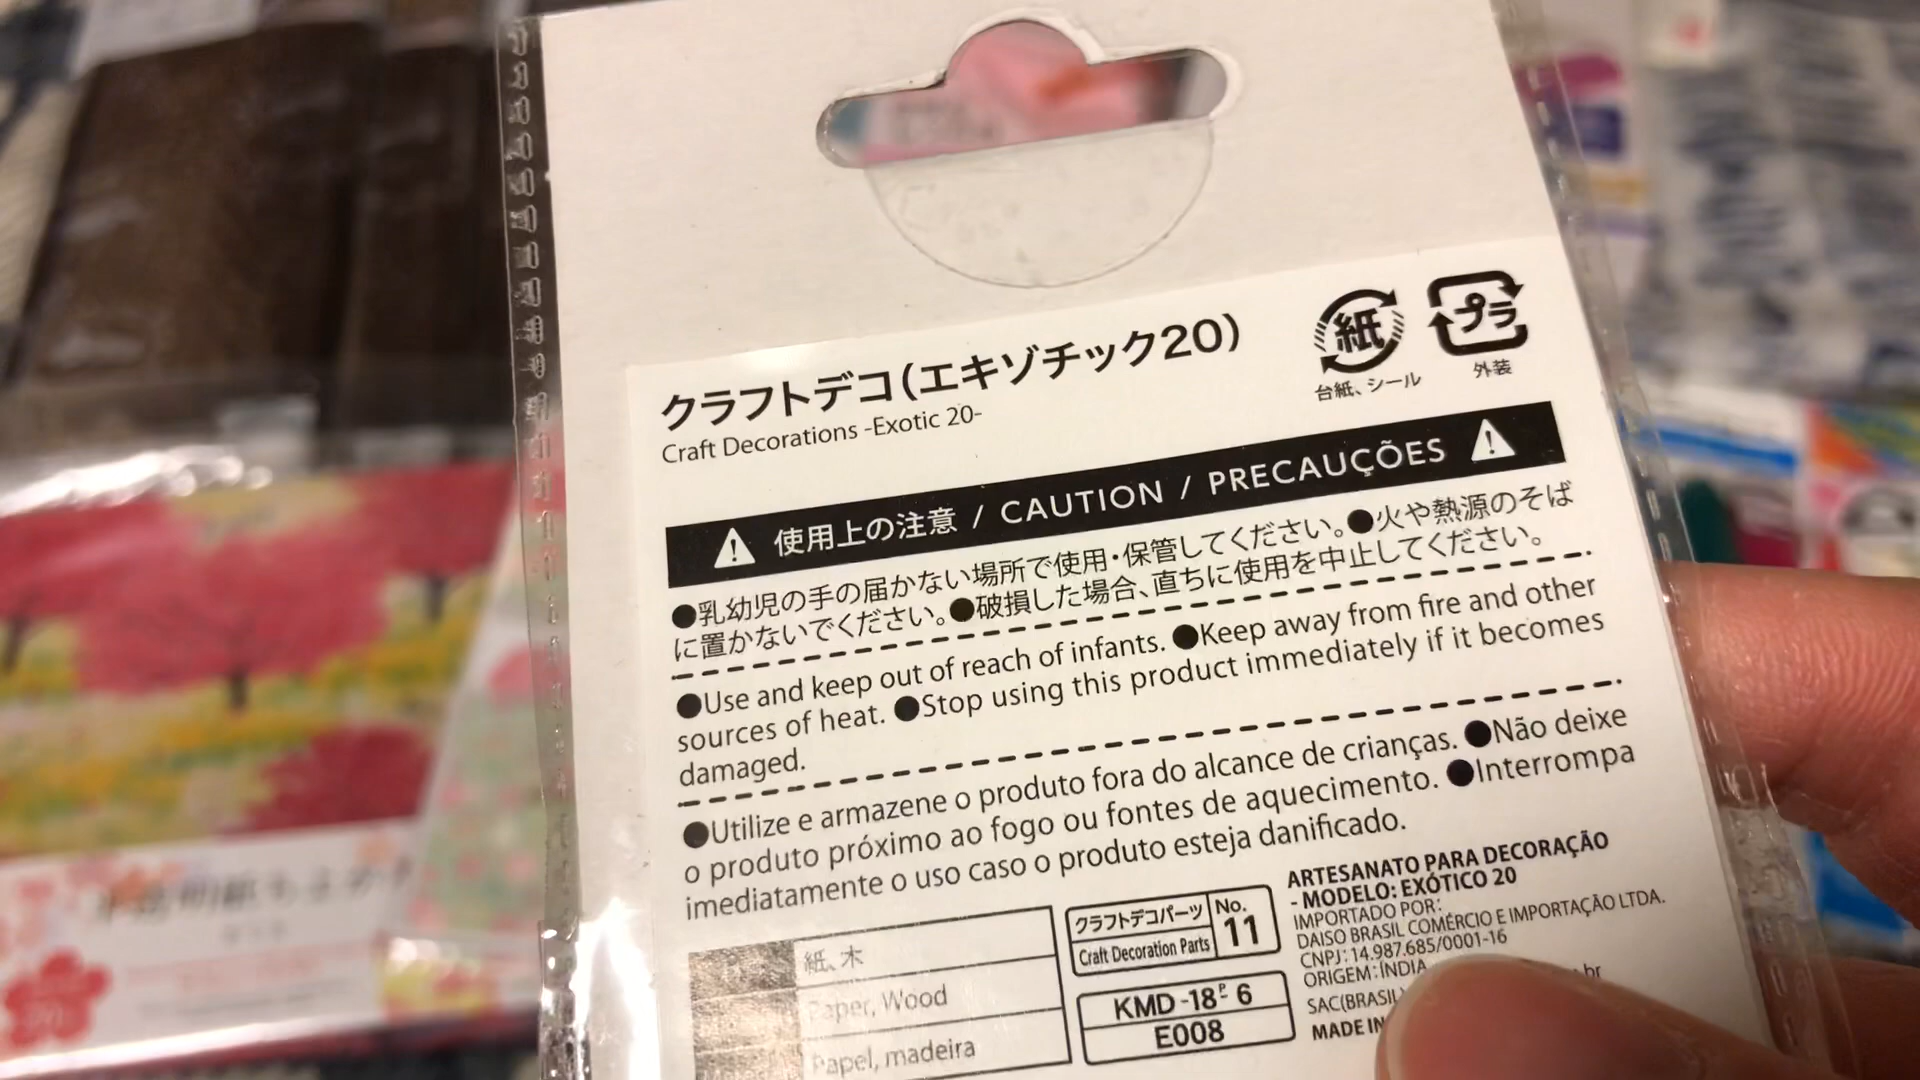 クラフトデコ(エキゾチック20)
Craft Decorations -Exotic 20-
紙
台紙、シール
プラ
外装
使用上の注意 / CAUTION / PRECAUÇÕES
●乳幼児の手の届かない場所で使用・保管してください。●火や熱源のそば
に置かないでください。●破損した場合、直ちに使用を中止してください。
●Use and keep out of reach of infants. ●Keep away from fire and other
sources of heat. ●Stop using this product immediately if it becomes
damaged.
●Utilize e armazene o produto fora do alcance de crianças. ●Não deixe
o produto próximo ao fogo ou fontes de aquecimento. ●Interrompa
imediatamente o uso caso o produto esteja danificado.
紙、木
Paper, Wood
Papel, madeira
クラフトデコパーツ
Craft Decoration Parts
No.
11
KMD-18P-6
E008
ARTESANATO PARA DECORAÇÃO
- MODELO: EXÓTICO 20
IMPORTADO POR:
DAISO BRASIL COMÉRCIO E IMPORTAÇÃO LTDA.
CNPJ: 14.987.685/0001-16
ORIGEM: ÍNDIA
SAC(BRASIL)
MADE IN